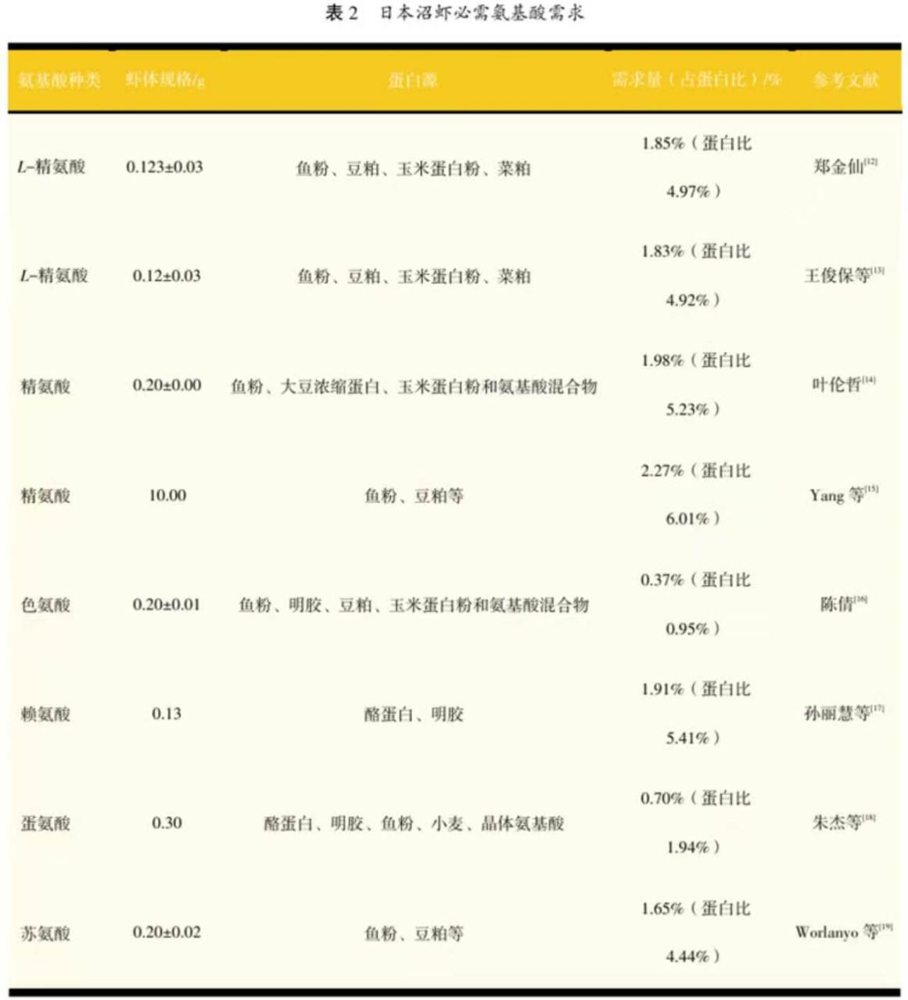 表 2 日本沼虾必需氨基酸需求
氨基酸种类 虾体规格/g 蛋白源 需求量（占蛋白比）/% 参考文献
L-精氨酸 0.123±0.03 鱼粉、豆粕、玉米蛋白粉、菜粕 1.85%（蛋白比 4.97%） 郑金仙[12]
L-精氨酸 0.12±0.03 鱼粉、豆粕、玉米蛋白粉、菜粕 1.83%（蛋白比 4.92%） 王俊保等[13]
精氨酸 0.20±0.00 鱼粉、大豆浓缩蛋白、玉米蛋白粉和氨基酸混合物 1.98%（蛋白比 5.23%） 叶伦哲[14]
精氨酸 10.00 鱼粉、豆粕等 2.27%（蛋白比 6.01%） Yang 等[15]
色氨酸 0.20±0.01 鱼粉、明胶、豆粕、玉米蛋白粉和氨基酸混合物 0.37%（蛋白比 0.95%） 陈倩[16]
赖氨酸 0.13 酪蛋白、明胶 1.91%（蛋白比 5.41%） 孙丽慧等[17]
蛋氨酸 0.30 酪蛋白、明胶、鱼粉、小麦、晶体氨基酸 0.70%（蛋白比 1.94%） 朱杰等[18]
苏氨酸 0.20±0.02 鱼粉、豆粕等 1.65%（蛋白比 4.44%） Worlanyo 等[19]